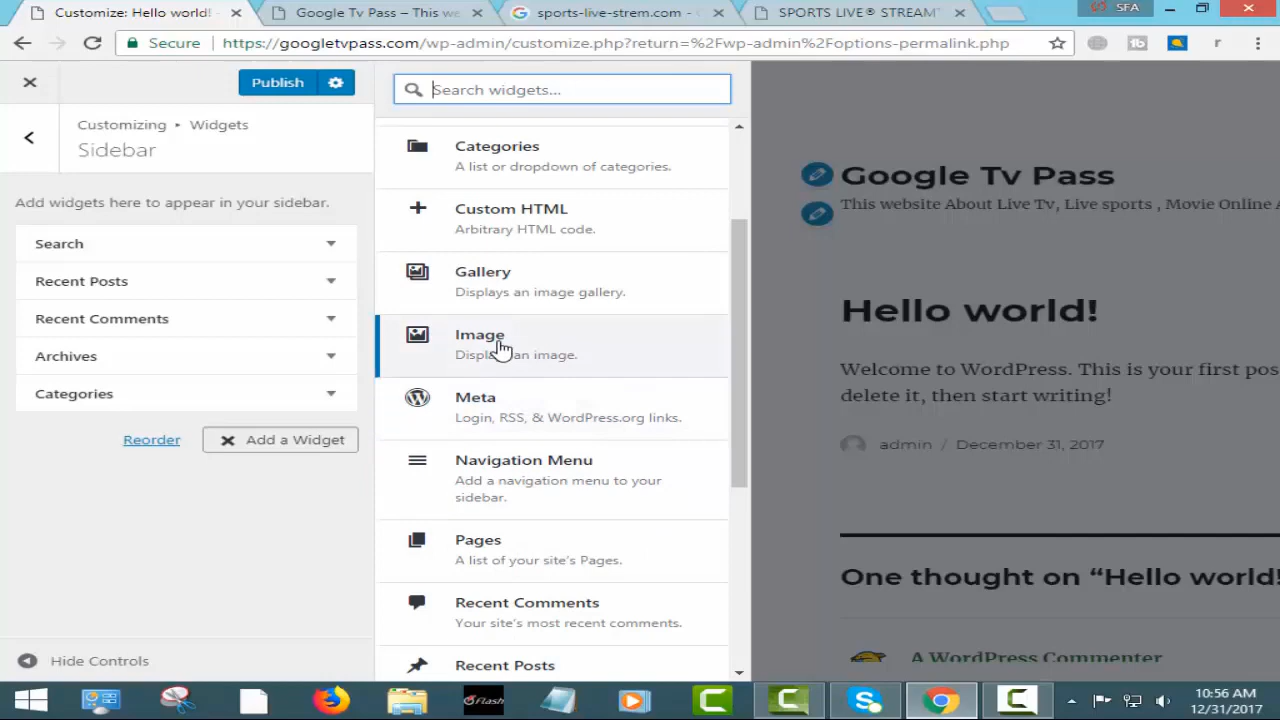 Customize: Hello world! -
Google Tv Pass – This we
sports-live-strem.com -
SPORTS LIVE® STREAM
SFA
Secure
https://googletvpass.com/wp-admin/customize.php?return=%2Fwp-admin%2Foptions-permalink.php
Publish
Search widgets...
Customizing • Widgets
Sidebar
Add widgets here to appear in your sidebar.
Search
Recent Posts
Recent Comments
Archives
Categories
Reorder
Add a Widget
Hide Controls
Categories
A list or dropdown of categories.
Custom HTML
Arbitrary HTML code.
Gallery
Displays an image gallery.
Image
an image.
Meta
Login, RSS, & WordPress.org links.
Navigation Menu
Add a navigation menu to your
sidebar.
Pages
A list of your site's Pages.
Recent Comments
Your site's most recent comments.
Recent Posts
Google Tv Pass
This website About Live Tv, Live sports , Movie Online
Hello world!
Welcome to WordPress. This is your first pos
delete it, then start writing!
admin / December 31, 2017
One thought on “Hello world!
A WordPress Commenter
Flash
10:56 AM
12/31/2017